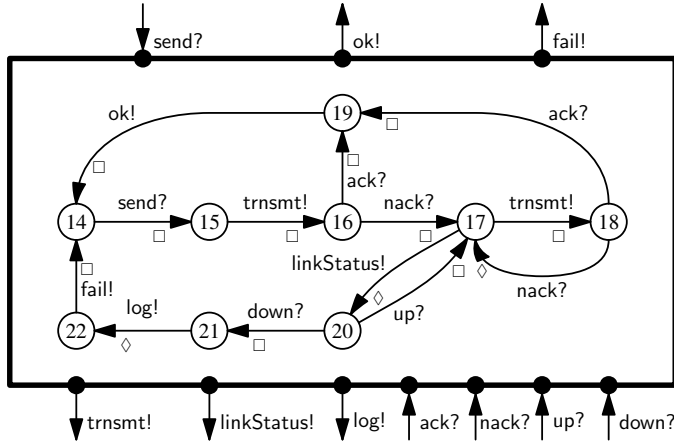 send? ok! fail!
ok! 19 ack?
□ □ □
send? trnsmt! ack? nack? trnsmt!
14 15 16 17 18
□ □ □ □
linkStatus! □ ◇ nack?
□ ◇
fail! log! down? up?
22 21 20
◇ □
trnsmt! linkStatus! log! ack? nack? up? down?